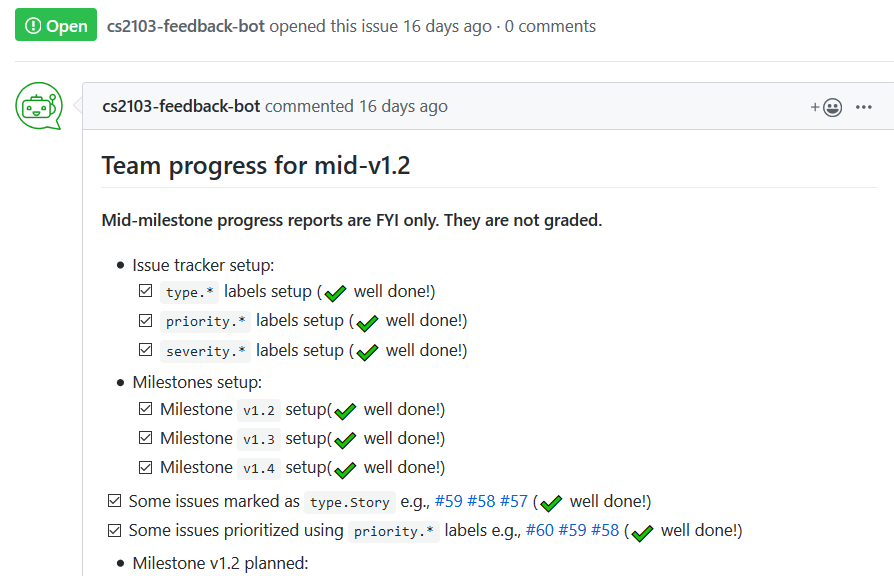 Open cs2103-feedback-bot opened this issue 16 days ago · 0 comments
cs2103-feedback-bot commented 16 days ago
Team progress for mid-v1.2
Mid-milestone progress reports are FYI only. They are not graded.
Issue tracker setup:
type.* labels setup ( well done!)
priority.* labels setup ( well done!)
severity.* labels setup ( well done!)
Milestones setup:
Milestone v1.2 setup( well done!)
Milestone v1.3 setup( well done!)
Milestone v1.4 setup( well done!)
Some issues marked as type.Story e.g., #59 #58 #57 ( well done!)
Some issues prioritized using priority.* labels e.g., #60 #59 #58 ( well done!)
Milestone v1.2 planned: